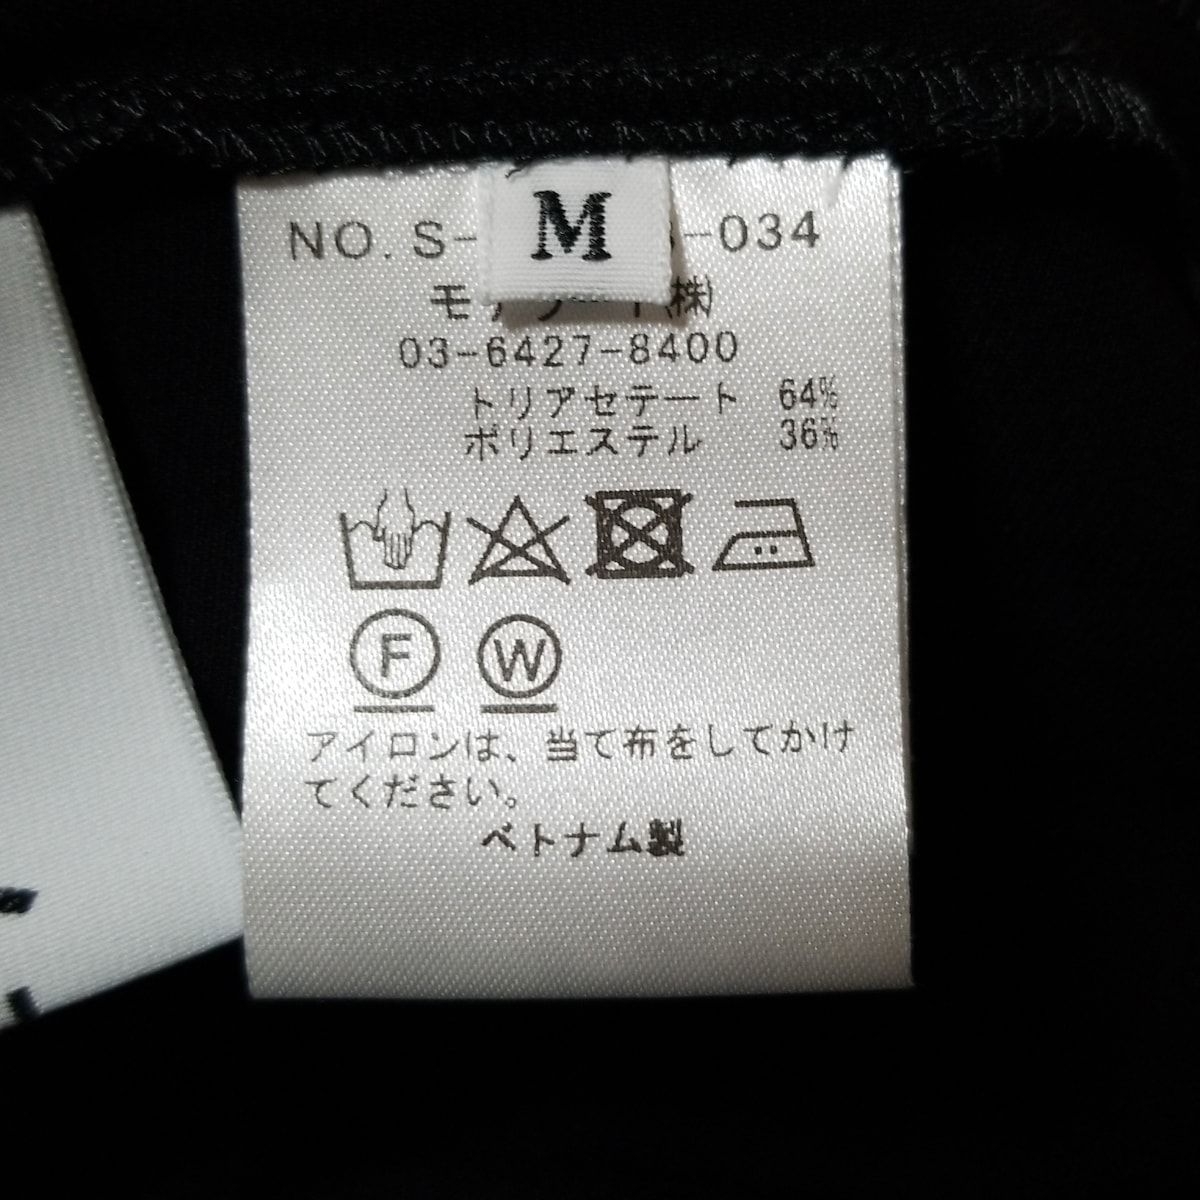 M
NO. S- -034
(株)
03-6427-8400
トリアセテート 64%
ポリエステル 36%
F W
アイロンは、当て布をしてかけ
てください。
ベトナム製